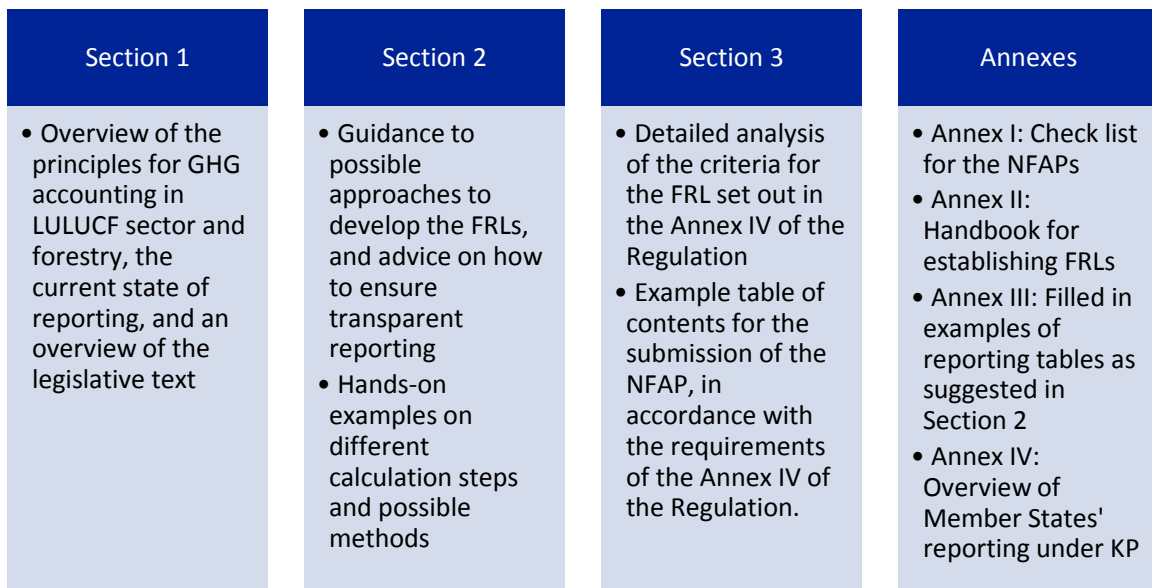 Section 1
• Overview of the
principles for GHG
accounting in
LULUCF sector and
forestry, the
current state of
reporting, and an
overview of the
legislative text
Section 2
• Guidance to
possible
approaches to
develop the FRLs,
and advice on how
to ensure
transparent
reporting
• Hands-on
examples on
different
calculation steps
and possible
methods
Section 3
• Detailed analysis
of the criteria for
the FRL set out in
the Annex IV of the
Regulation
• Example table of
contents for the
submission of the
NFAP, in
accordance with
the requirements
of the Annex IV of
the Regulation.
Annexes
• Annex I: Check list
for the NFAPs
• Annex II:
Handbook for
establishing FRLs
• Annex III: Filled in
examples of
reporting tables as
suggested in
Section 2
• Annex IV:
Overview of
Member States'
reporting under KP